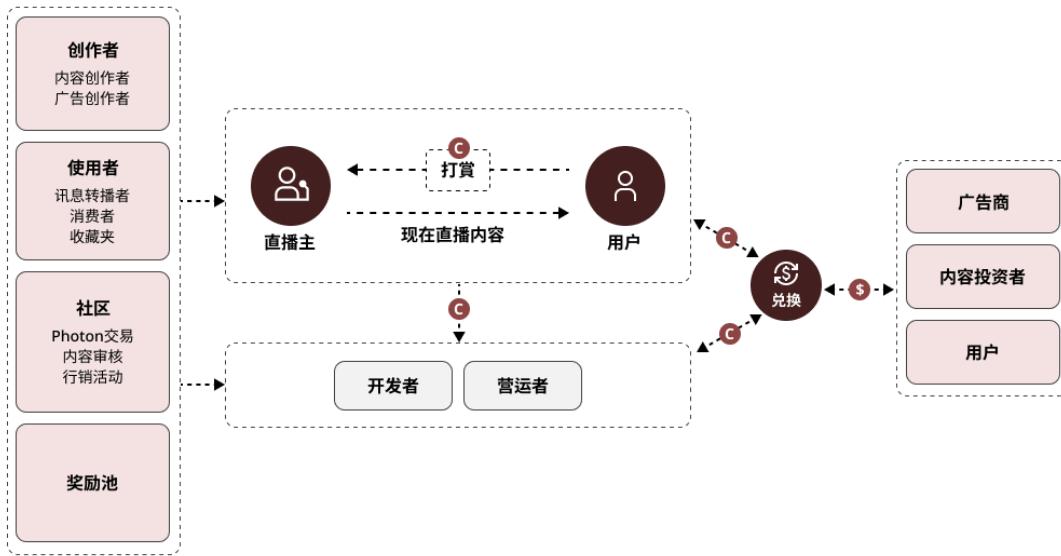 创作者
内容创作者
广告创作者
使用者
讯息转播者
消费者
收藏夹
社区
Photon交易
内容审核
行销活动
奖励池
C
打赏
直播主
现在直播内容
用户
C
开发者
营运者
C
C
$
兑换
$
广告商
内容投资者
用户